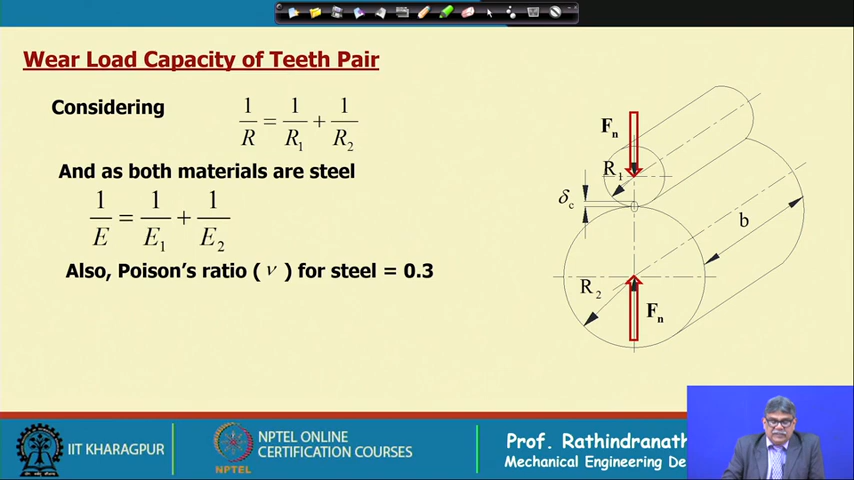 Wear Load Capacity of Teeth Pair
Considering
1/R = 1/R1 + 1/R2
And as both materials are steel
1/E = 1/E1 + 1/E2
Also, Poison's ratio ( ν ) for steel = 0.3
Fn
R1
δc
b
R2
Fn
IIT KHARAGPUR
NPTEL
NPTEL ONLINE
CERTIFICATION COURSES
Prof. Rathindranath
Mechanical Engineering De